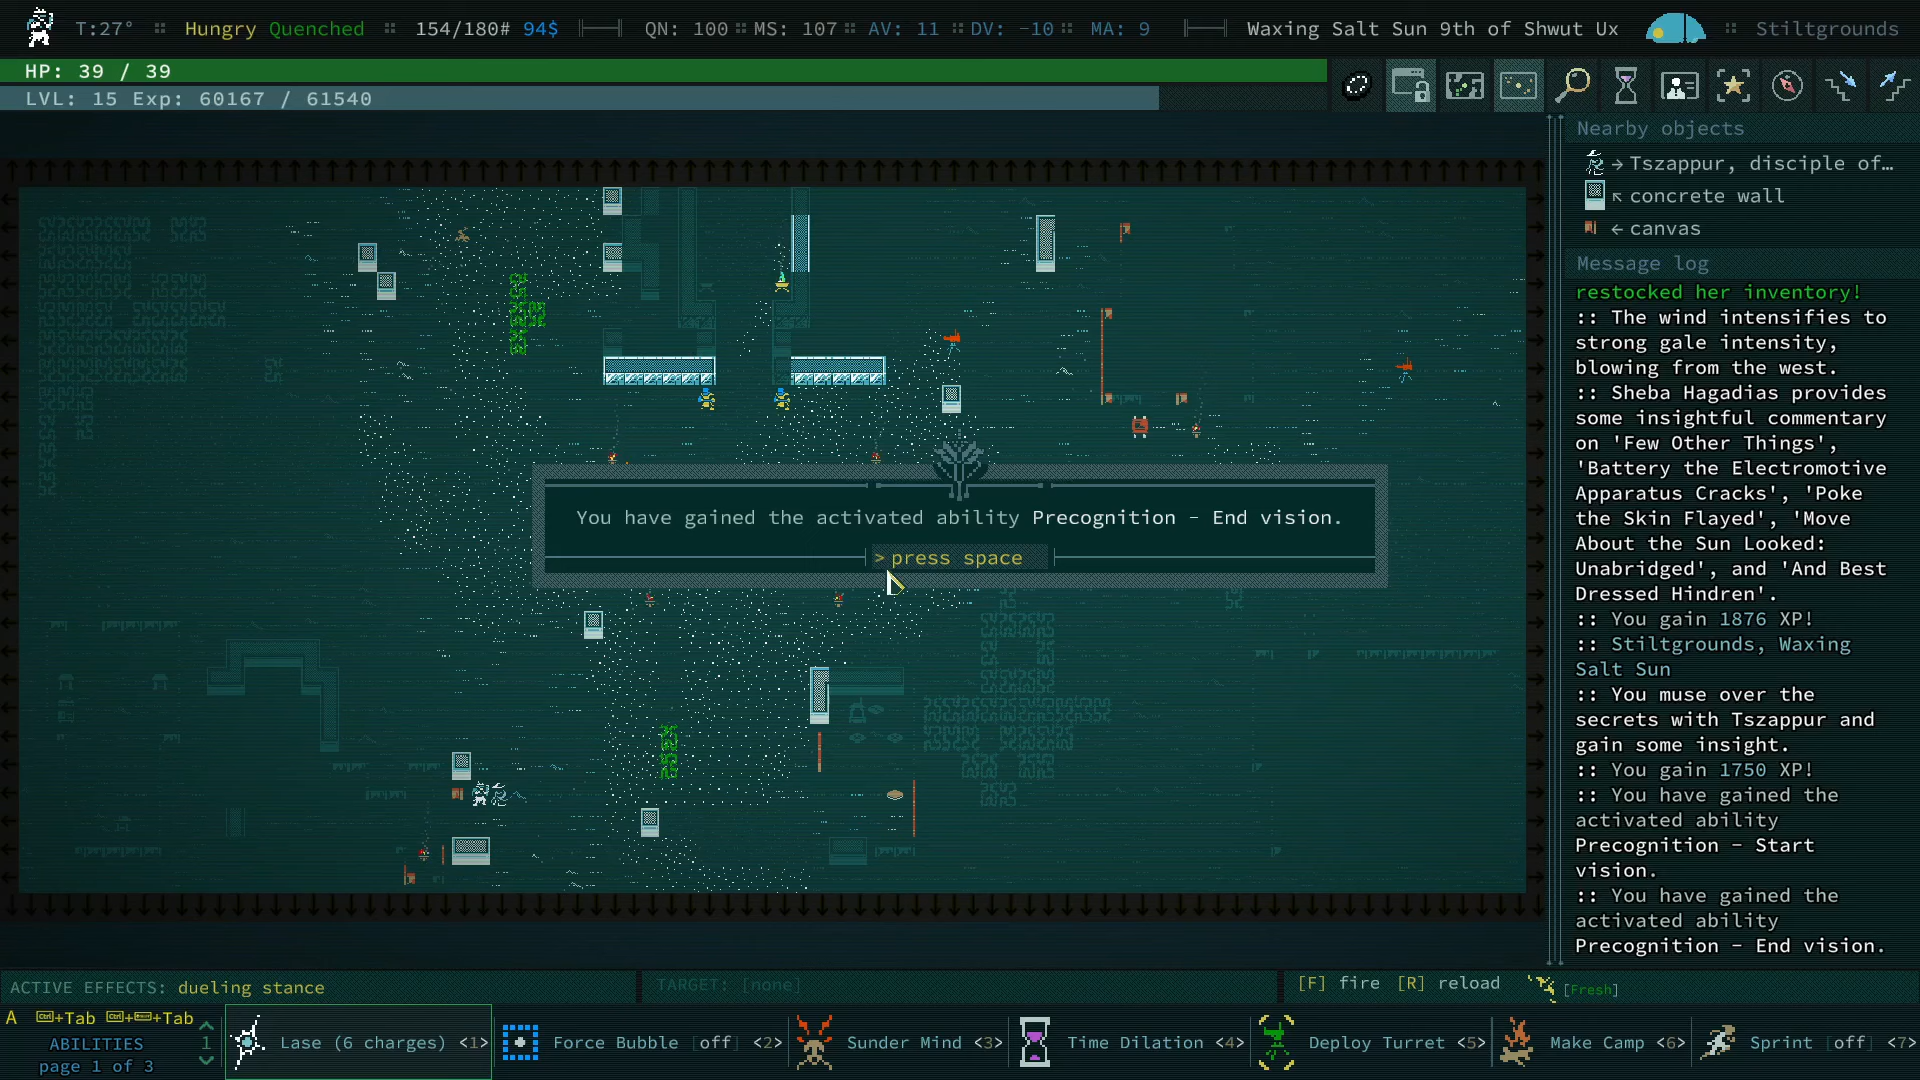 T:27° Hungry Quenched 154/180# 94$ QN: 100 MS: 107 AV: 11 DV: -10 MA: 9 Waxing Salt Sun 9th of Shwut Ux Stiltgrounds
HP: 39 / 39
LVL: 15 Exp: 60167 / 61540
Nearby objects
Tszappur, disciple of…
concrete wall
canvas
Message log
restocked her inventory!
:: The wind intensifies to
strong gale intensity,
blowing from the west.
:: Sheba Hagadias provides
some insightful commentary
on 'Few Other Things',
'Battery the Electromotive
Apparatus Cracks', 'Poke
the Skin Flayed', 'Move
About the Sun Looked:
Unabridged', and 'And Best
Dressed Hindren'.
:: You gain 1876 XP!
:: Stiltgrounds, Waxing
Salt Sun
:: You muse over the
secrets with Tszappur and
gain some insight.
:: You gain 1750 XP!
:: You have gained the
activated ability
Precognition - Start
vision.
:: You have gained the
activated ability
Precognition - End vision.
You have gained the activated ability Precognition - End vision.
> press space
ACTIVE EFFECTS: dueling stance
TARGET: [none]
[F] fire [R] reload [Fresh]
A Ctrl+Tab Ctrl+ +Tab
ABILITIES 1
page 1 of 3
Lase (6 charges) <1> Force Bubble [off] <2> Sunder Mind <3> Time Dilation <4> Deploy Turret <5> Make Camp <6> Sprint [off] <7>